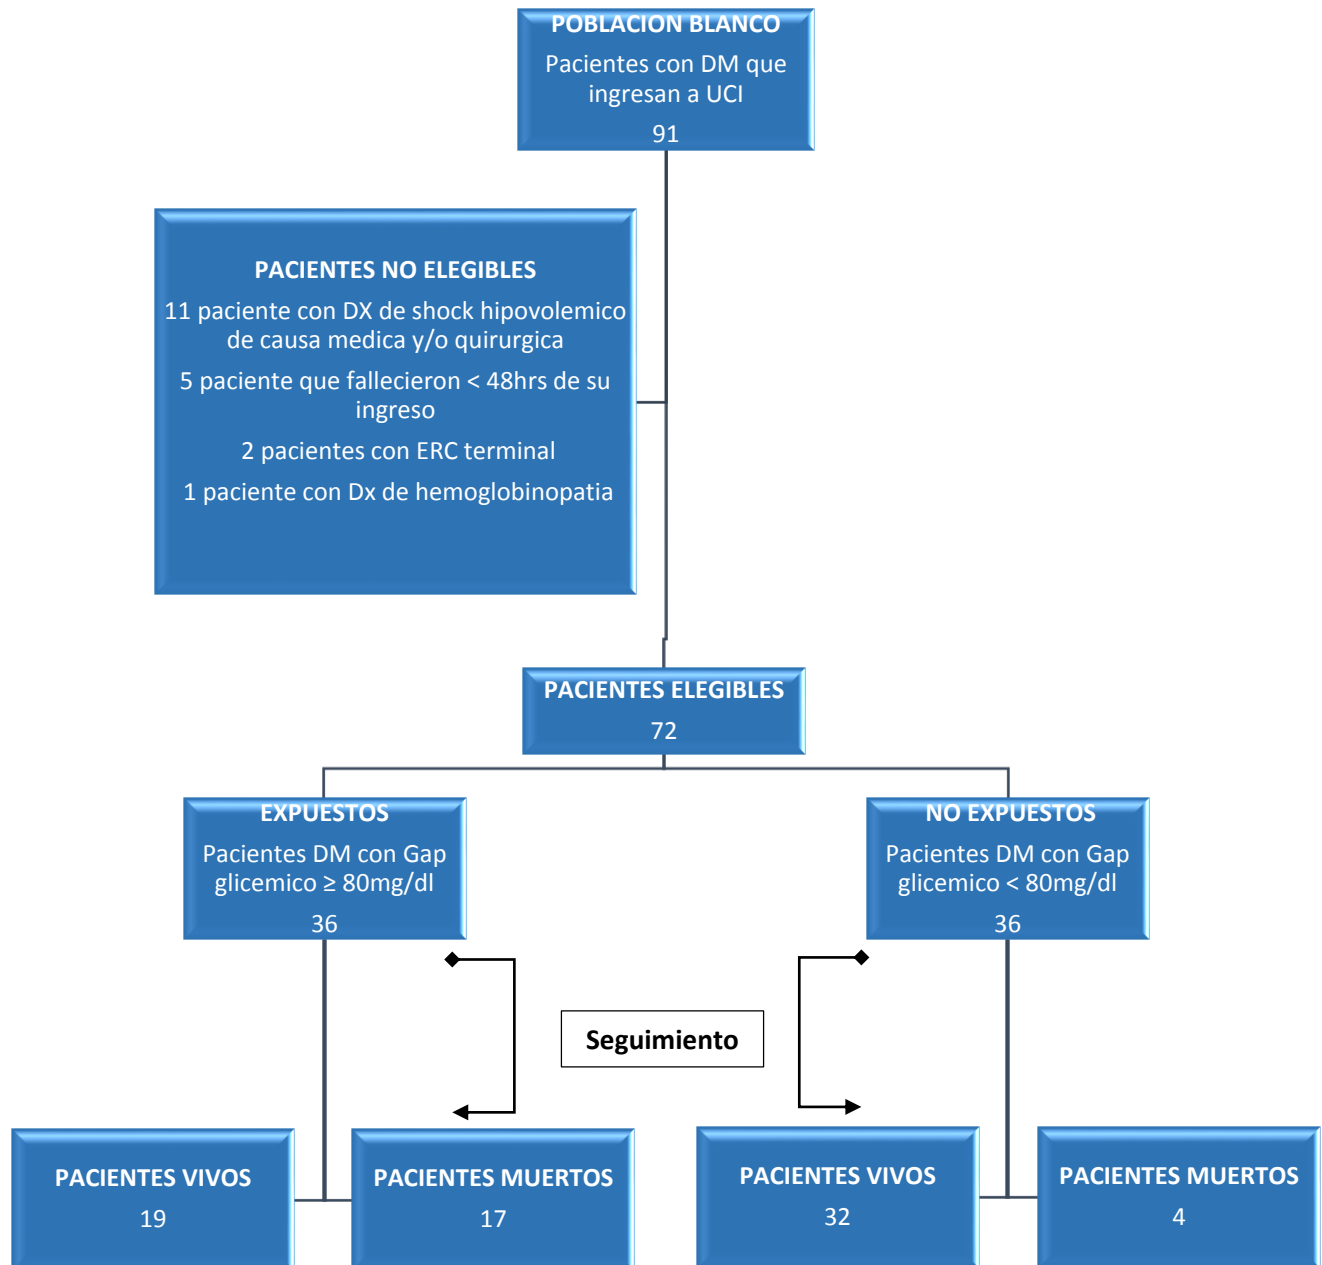 POBLACION BLANCO
Pacientes con DM que
ingresan a UCI
91
PACIENTES NO ELEGIBLES
11 paciente con DX de shock hipovolemico
de causa medica y/o quirurgica
5 paciente que fallecieron < 48hrs de su
ingreso
2 pacientes con ERC terminal
1 paciente con Dx de hemoglobinopatia
PACIENTES ELEGIBLES
72
EXPUESTOS
Pacientes DM con Gap
glicemico ≥ 80mg/dl
36
NO EXPUESTOS
Pacientes DM con Gap
glicemico < 80mg/dl
36
Seguimiento
PACIENTES VIVOS
19
PACIENTES MUERTOS
17
PACIENTES VIVOS
32
PACIENTES MUERTOS
4